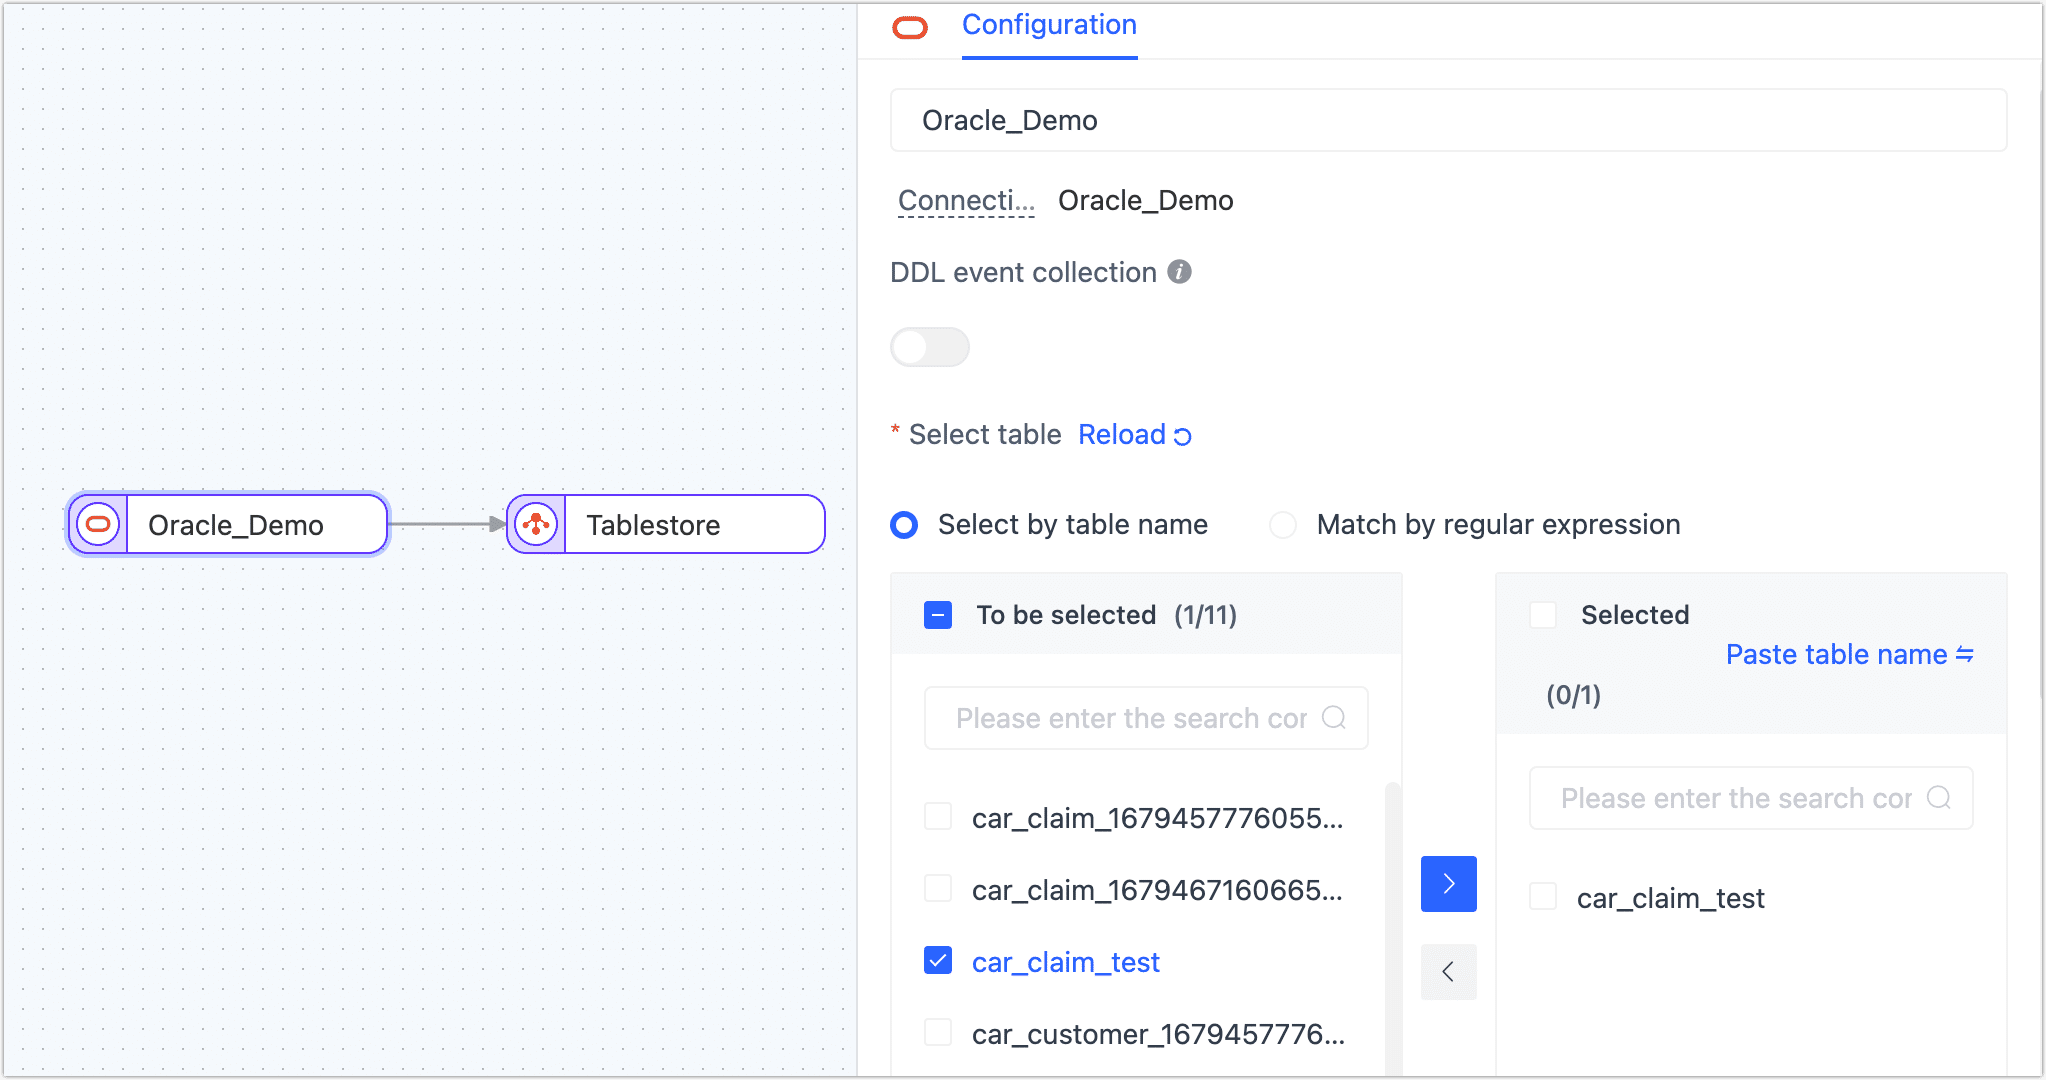 Configuration
Oracle_Demo
Connecti... Oracle_Demo
DDL event collection
* Select table Reload
Oracle_Demo
Tablestore
Select by table name Match by regular expression
To be selected (1/11)
Please enter the search cor
car_claim_1679457776055...
car_claim_1679467160665...
car_claim_test
car_customer_1679457776...
Selected
Paste table name
(0/1)
Please enter the search cor
car_claim_test